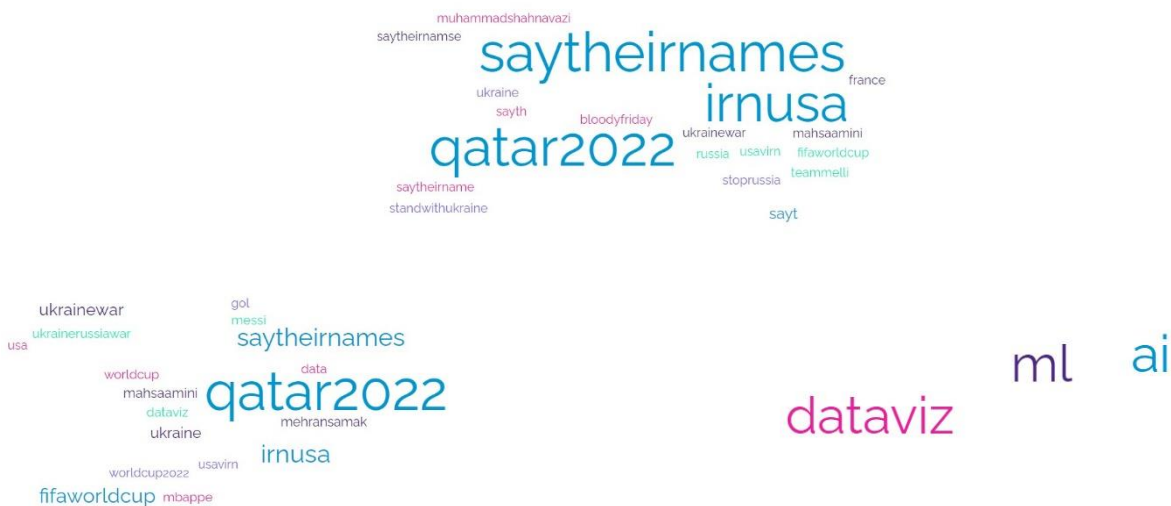 muhammadshahnavazi
saytheirnamse
saytheirnames
france
ukraine
irnusa
sayth
bloodyfriday
ukrainewar
mahsaamini
qatar2022
russia
usavirn
fifaworldcup
teammelli
stoprussia
saytheirname
standwithukraine
sayt
ukrainewar
gol
messi
ukrainerussiawar
saytheirnames
usa
ml
ai
worldcup
data
mahsaamini
qatar2022
dataviz
dataviz
mehransamak
ukraine
irnusa
usavirn
worldcup2022
fifaworldcup
mbappe